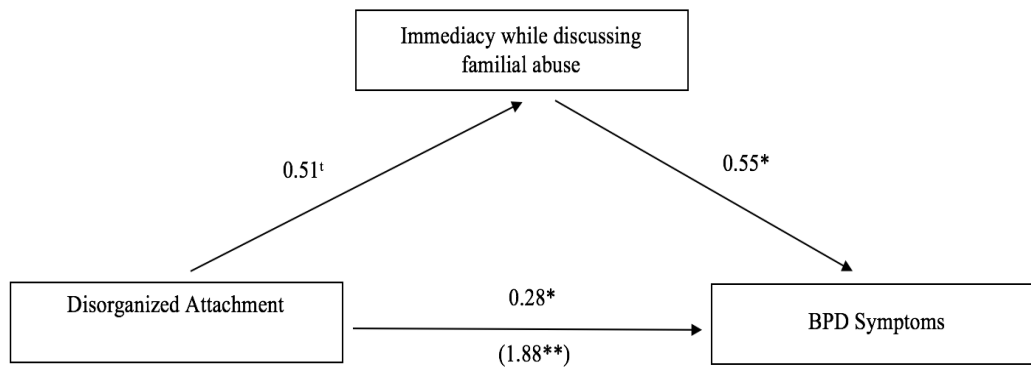 Immediacy while discussing
familial abuse
0.51ᵗ
0.55*
Disorganized Attachment
0.28*
(1.88**)
BPD Symptoms